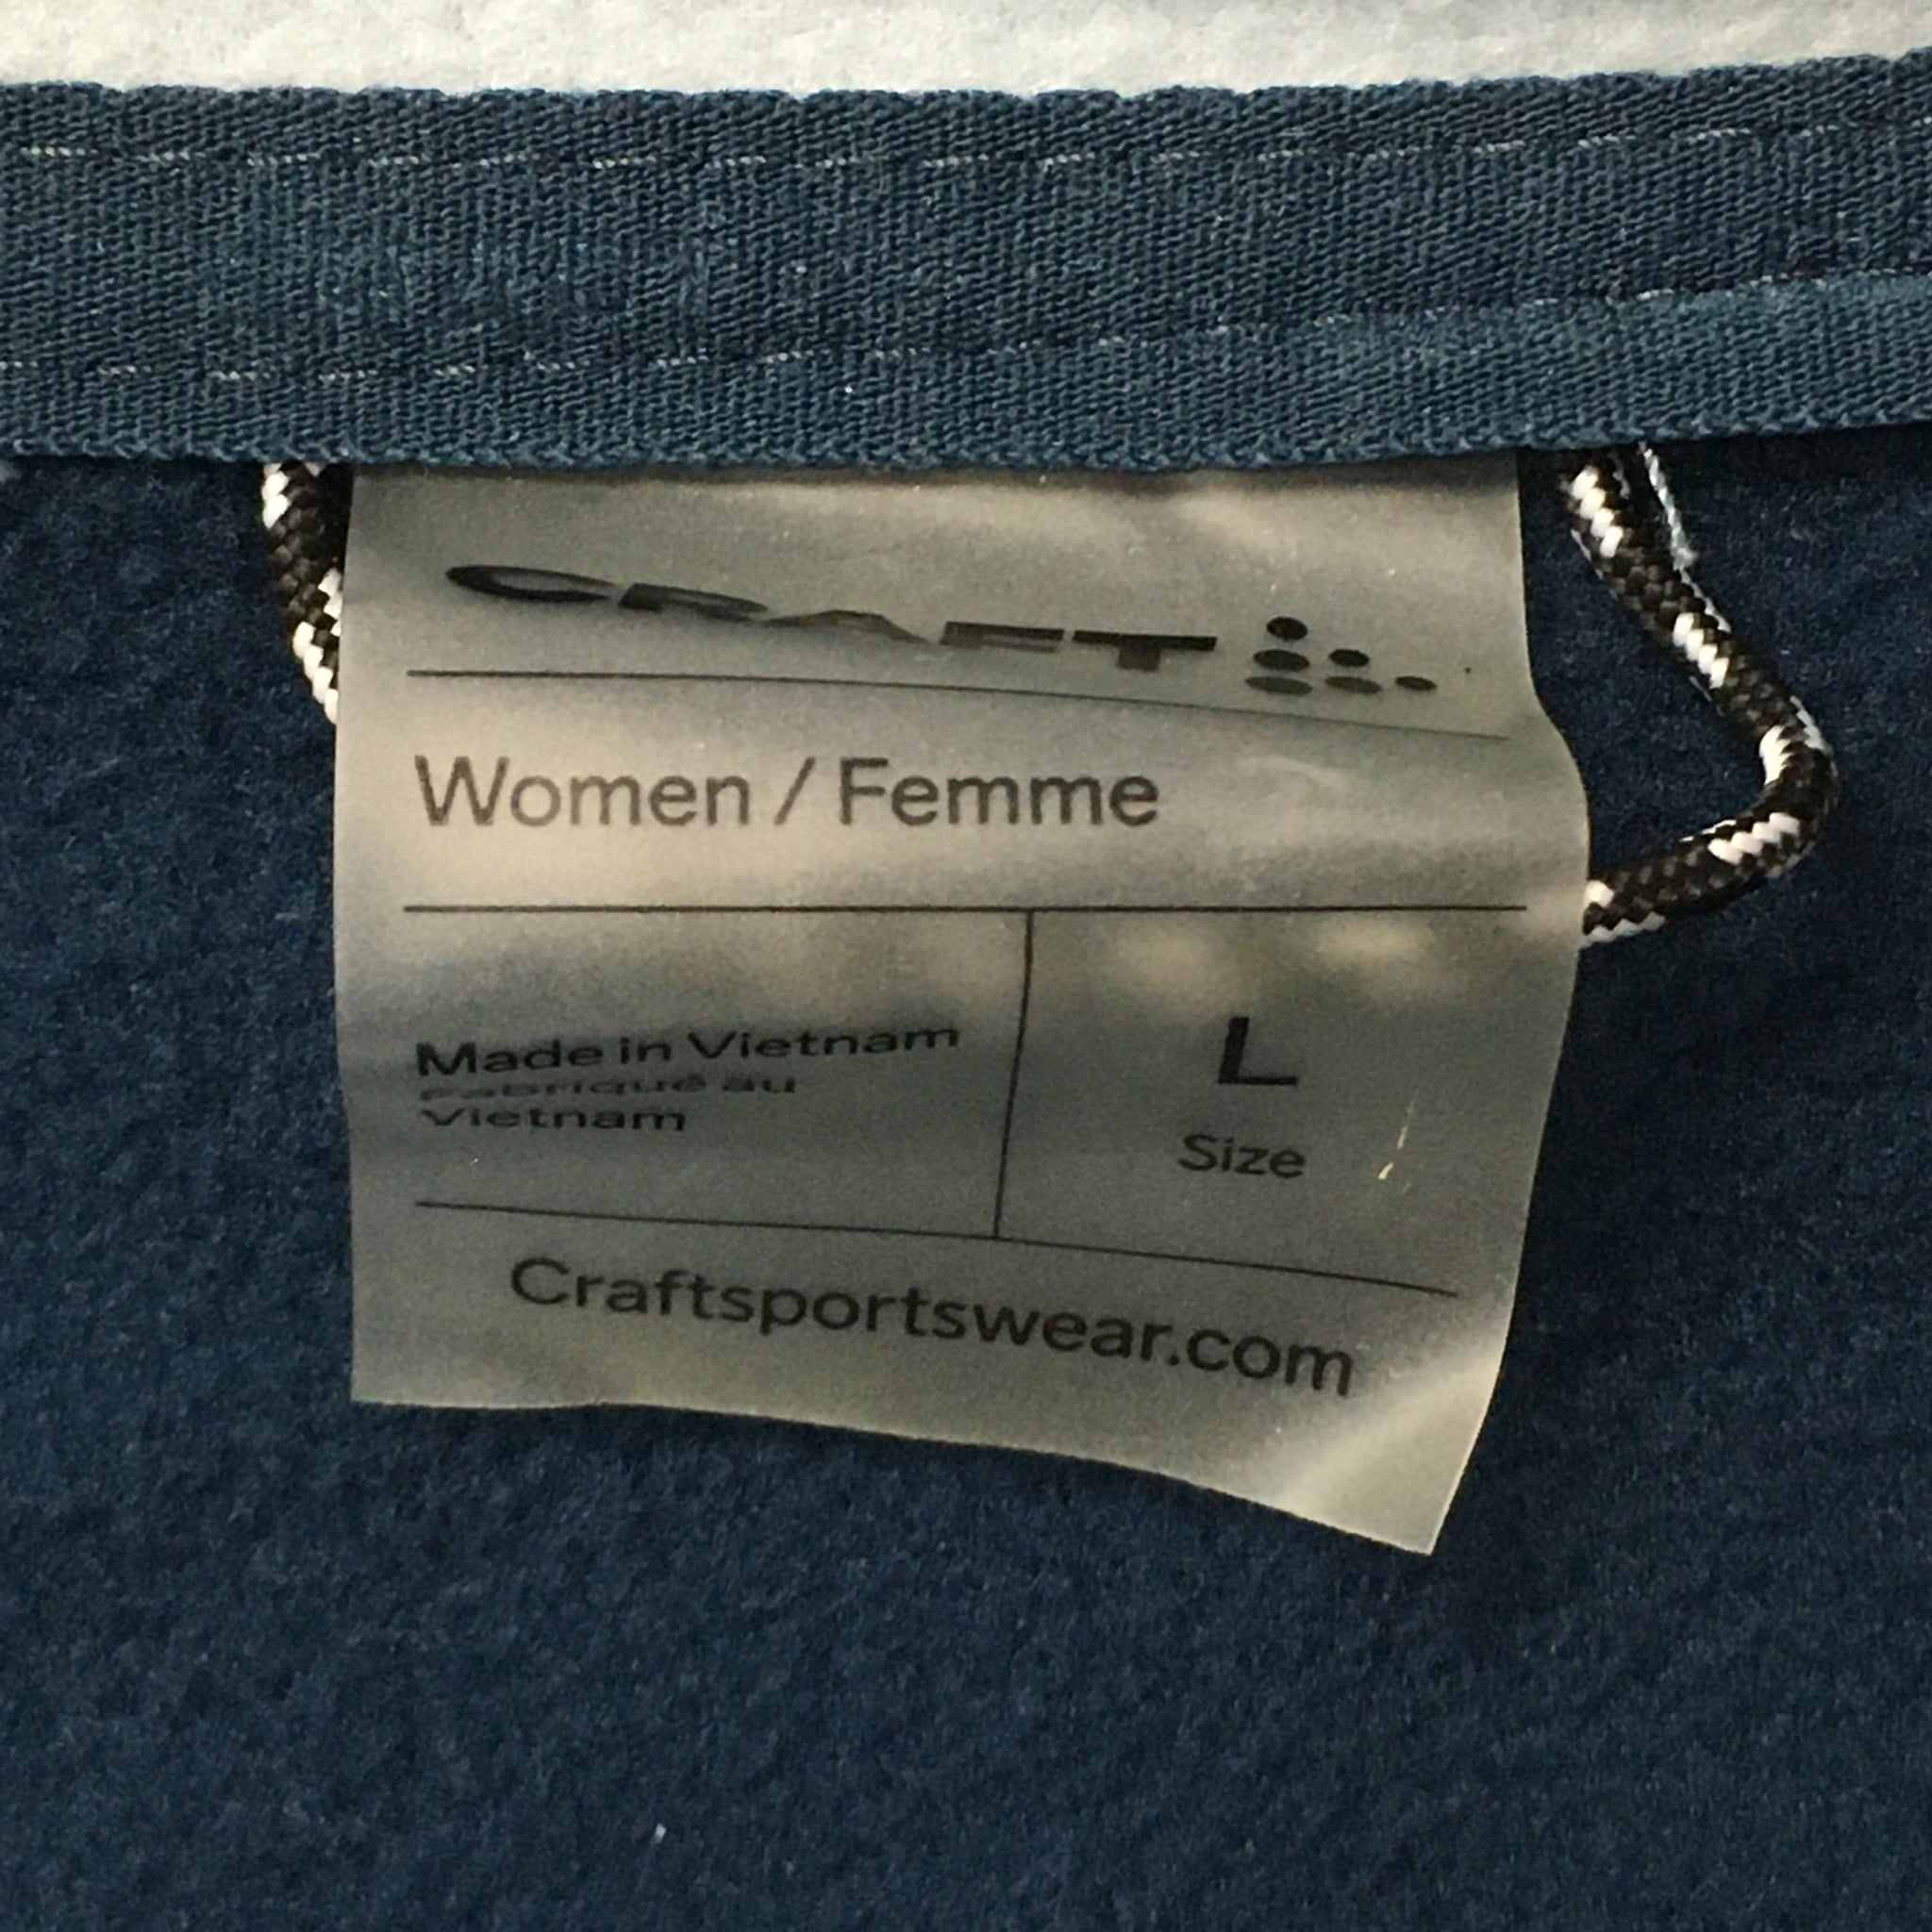 CRAFT
Women / Femme
Made in Vietnam
Fabriqué au
Vietnam
L
Size
Craftsportswear.com